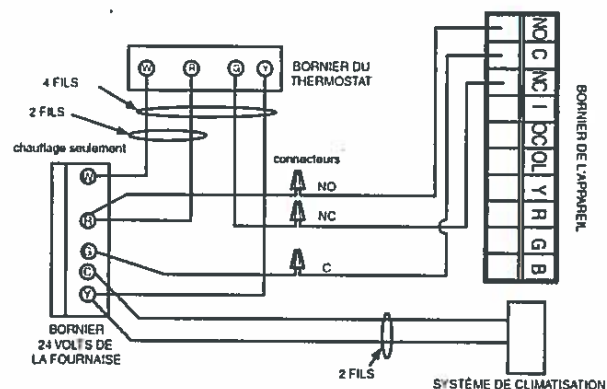 BORNIER DU
THERMOSTAT
W
R
G
Y
4 FILS
2 FILS
chauffage seulement
connecteurs
W
R
G
C
Y
NO
NC
C
BORNIER
24 VOLTS DE
LA FOURNAISE
2 FILS
SYSTÈME DE CLIMATISATION
NO
C
NC
I
OC
OL
Y
R
G
B
BORNIER DE L'APPAREIL